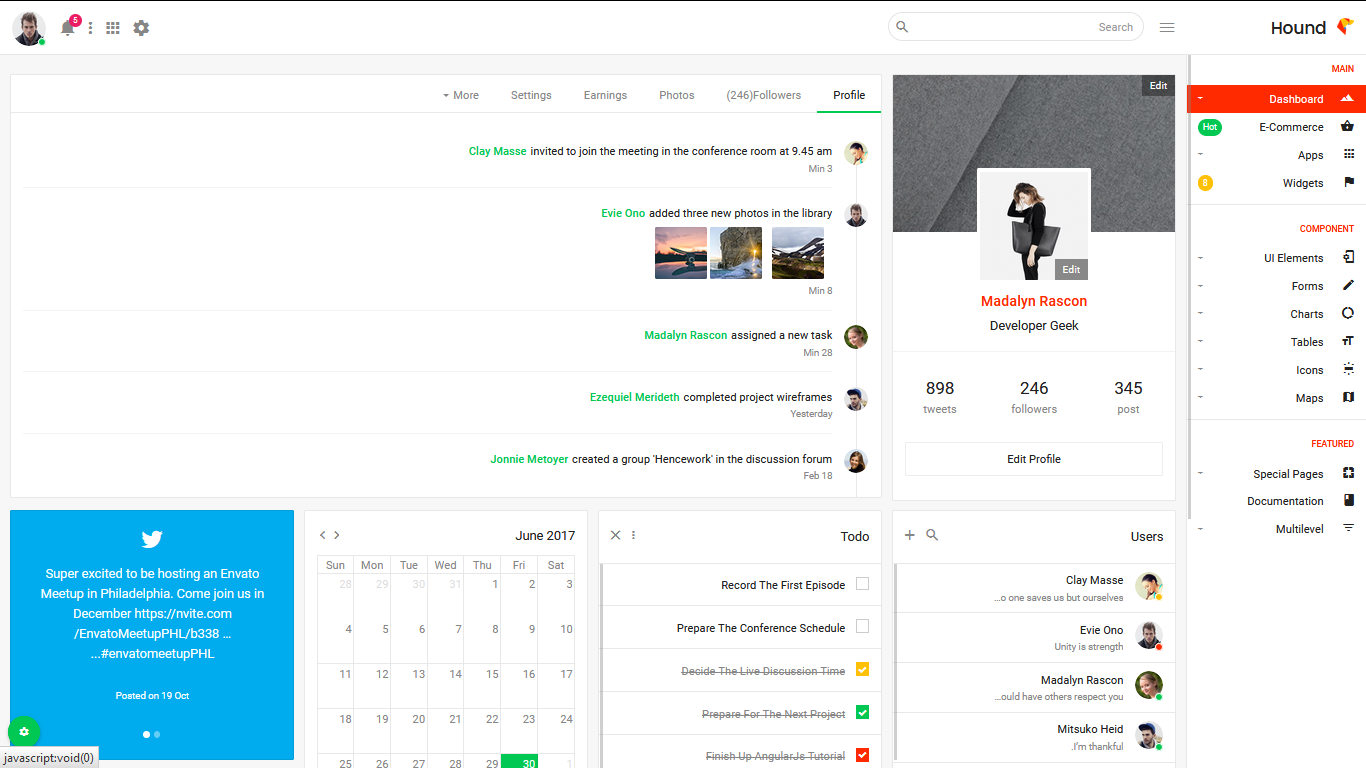 5
Search
Hound
MAIN
Dashboard
Hot
E-Commerce
Apps
8
Widgets
COMPONENT
UI Elements
Forms
Charts
Tables
Icons
Maps
FEATURED
Special Pages
Documentation
Multilevel
More
Settings
Earnings
Photos
(246)Followers
Profile
Clay Masse invited to join the meeting in the conference room at 9.45 am
Min 3
Evie Ono added three new photos in the library
Min 8
Madalyn Rascon assigned a new task
Min 28
Ezequiel Merideth completed project wireframes
Yesterday
Jonnie Metoyer created a group 'Hencework' in the discussion forum
Feb 18
Edit
Edit
Madalyn Rascon
Developer Geek
898 246 345
tweets followers post
Edit Profile
Super excited to be hosting an Envato
Meetup in Philadelphia. Come join us in
December https://nvite.com
/EnvatoMeetupPHL/b338 ...
...#envatomeetupPHL
Posted on 19 Oct
June 2017
Sun Mon Tue Wed Thu Fri Sat
28 29 30 31 1 2 3
4 5 6 7 8 9 10
11 12 13 14 15 16 17
18 19 20 21 22 23 24
25 26 27 28 29 30 1
Todo
Record The First Episode
Prepare The Conference Schedule
Decide The Live Discussion Time
Prepare For The Next Project
Finish Up AngularJs Tutorial
Users
Clay Masse
...o one saves us but ourselves
Evie Ono
Unity is strength
Madalyn Rascon
...ould have others respect you
Mitsuko Heid
.I'm thankful
javascript:void(0)